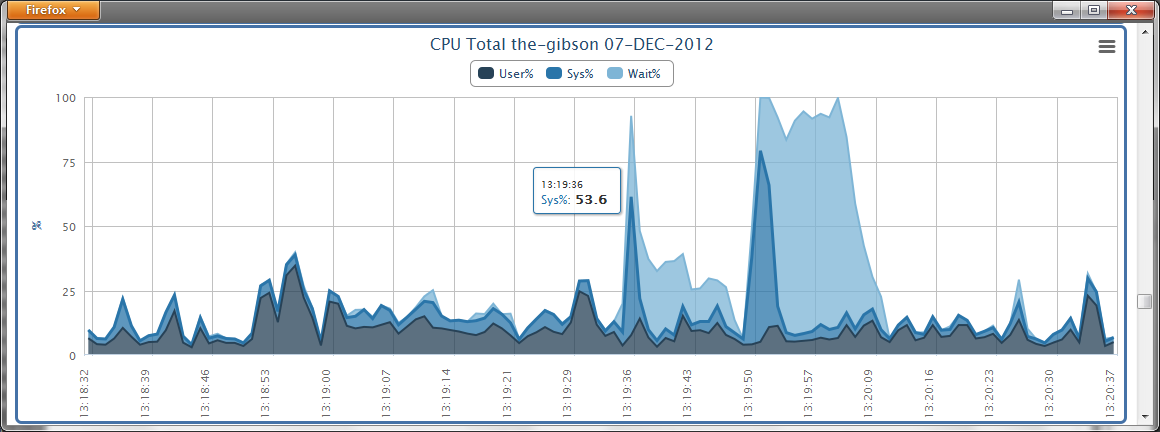 Firefox
CPU Total the-gibson 07-DEC-2012
User% Sys% Wait%
100
75
50
25
0
%
13:19:36
Sys%: 53.6
13:18:32 13:18:39 13:18:46 13:18:53 13:19:00 13:19:07 13:19:14 13:19:21 13:19:29 13:19:36 13:19:43 13:19:50 13:19:57 13:20:09 13:20:16 13:20:23 13:20:30 13:20:37